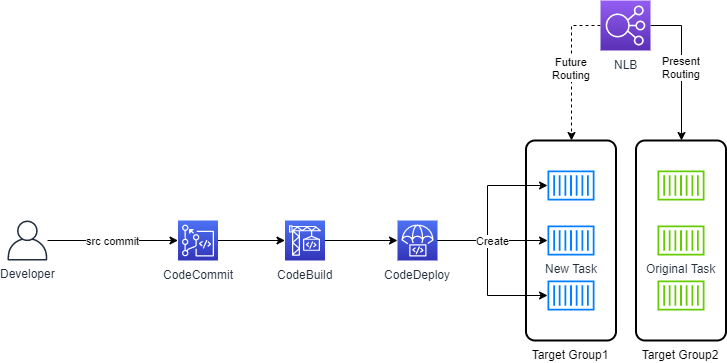 Future
Routing
NLB
Present
Routing
src commit
Create
Developer
CodeCommit
CodeBuild
CodeDeploy
New Task
Original Task
Target Group1
Target Group2